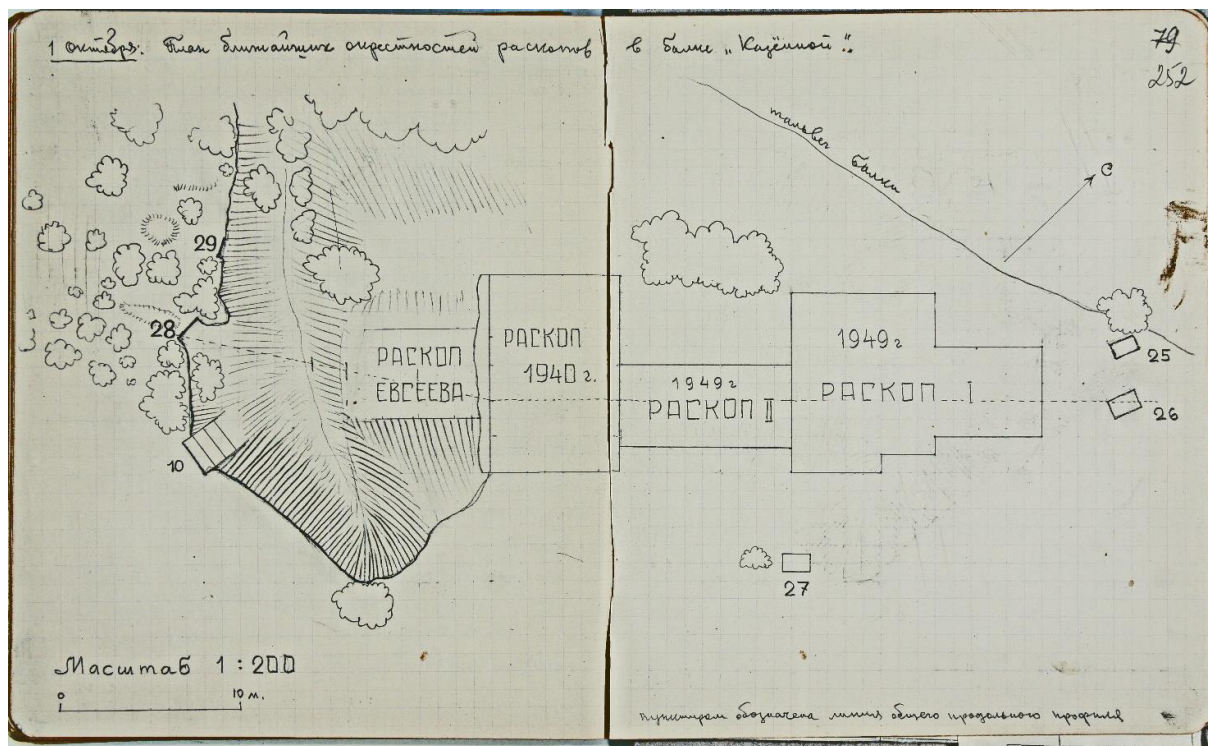 1 октября. План ближайших окрестностей раскопов в балке „Казённой“.
79
252
тальвег балки
С
29
28
10
РАСКОП
ЕВСЕЕВА
РАСКОП
1940 г.
1949 г
РАСКОП II
1949 г
РАСКОП I
25
26
27
Масштаб 1 : 200
0 10 м.
пунктиром обозначена линия общего продольного профиля